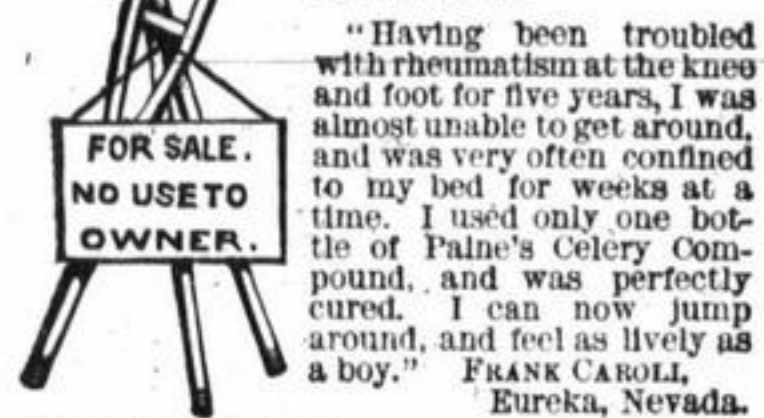 FOR SALE.
NO USE TO
OWNER.
"Having been troubled
with rheumatism at the knee
and foot for five years, I was
almost unable to get around,
and was very often confined
to my bed for weeks at a
time. I used only one bot-
tle of Paine's Celery Com-
pound, and was perfectly
cured. I can now jump
around, and feel as lively as
a boy." FRANK CAROLI,
Eureka, Nevada.